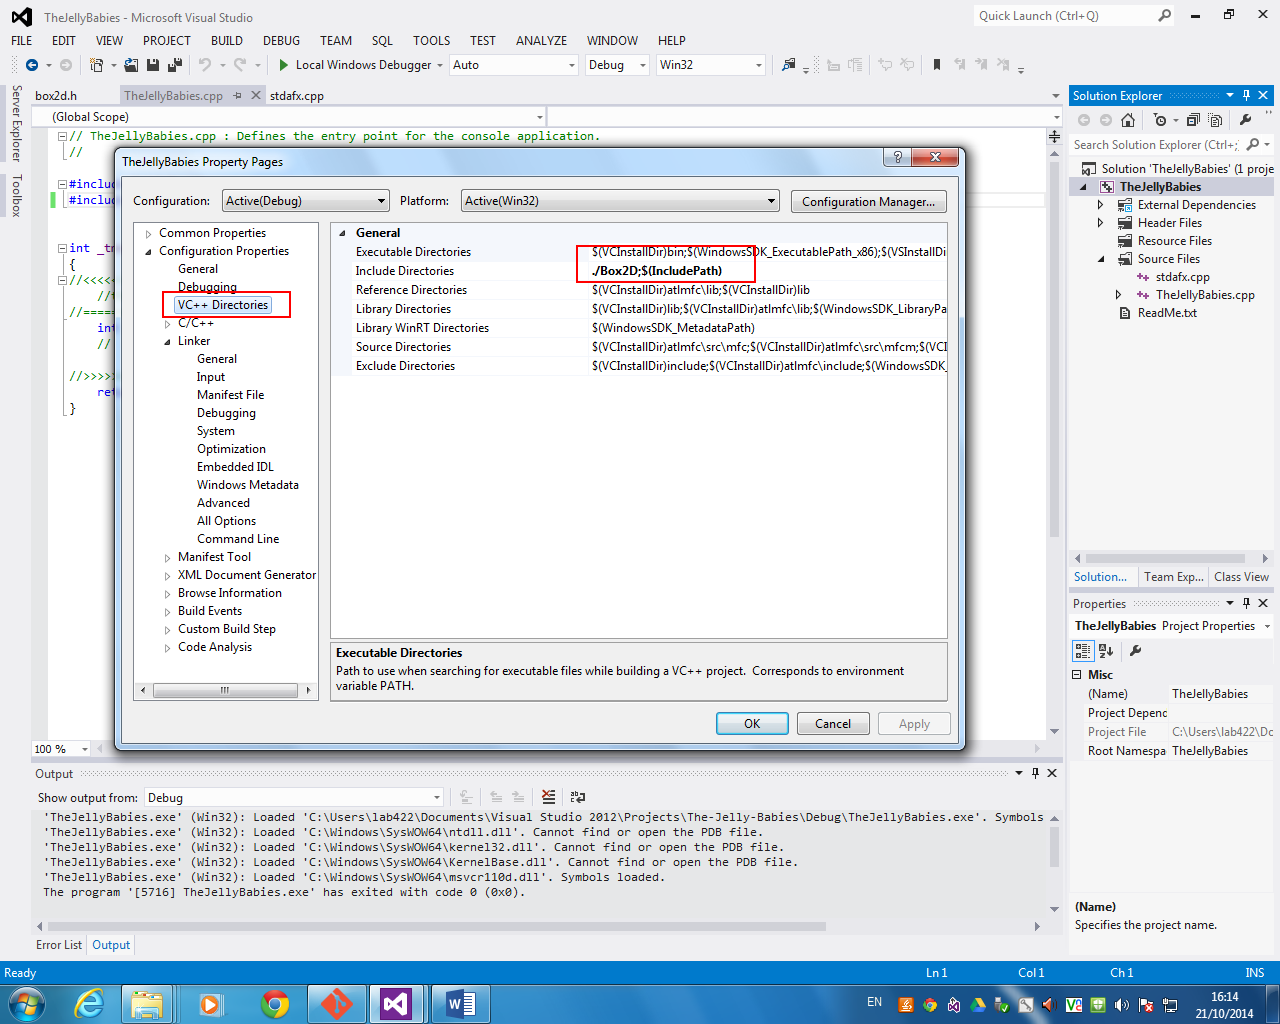 TheJellyBabies - Microsoft Visual Studio
Quick Launch (Ctrl+Q)
FILE EDIT VIEW PROJECT BUILD DEBUG TEAM SQL TOOLS TEST ANALYZE WINDOW HELP
Local Windows Debugger Auto Debug Win32
box2d.h TheJellyBabies.cpp stdafx.cpp
(Global Scope)
Server Explorer
Toolbox
// TheJellyBabies.cpp : Defines the entry point for the console application.
//
#inclu
#inclu
int _t
{
//<<<<
//
//====
int
//
//>>>>
ret
}
100 %
TheJellyBabies Property Pages
Configuration: Active(Debug) Platform: Active(Win32) Configuration Manager...
Common Properties
Configuration Properties
General
Debugging
VC++ Directories
C/C++
Linker
General
Input
Manifest File
Debugging
System
Optimization
Embedded IDL
Windows Metadata
Advanced
All Options
Command Line
Manifest Tool
XML Document Generator
Browse Information
Build Events
Custom Build Step
Code Analysis
General
Executable Directories $(VCInstallDir)bin;$(WindowsSDK_ExecutablePath_x86);$(VSInstallDi
Include Directories ./Box2D;$(IncludePath)
Reference Directories $(VCInstallDir)atlmfc\lib;$(VCInstallDir)lib
Library Directories $(VCInstallDir)lib;$(VCInstallDir)atlmfc\lib;$(WindowsSDK_LibraryPa
Library WinRT Directories $(WindowsSDK_MetadataPath)
Source Directories $(VCInstallDir)atlmfc\src\mfc;$(VCInstallDir)atlmfc\src\mfcm;$(VCI
Exclude Directories $(VCInstallDir)include;$(VCInstallDir)atlmfc\include;$(WindowsSDK_
Executable Directories
Path to use when searching for executable files while building a VC++ project. Corresponds to environment
variable PATH.
OK Cancel Apply
Solution Explorer
Search Solution Explorer (Ctrl+;
Solution 'TheJellyBabies' (1 proje
TheJellyBabies
External Dependencies
Header Files
Resource Files
Source Files
stdafx.cpp
TheJellyBabies.cpp
ReadMe.txt
Solution... Team Exp... Class View
Properties
TheJellyBabies Project Properties
Misc
(Name) TheJellyBabies
Project Depend
Project File C:\Users\lab422\Do
Root Namespa TheJellyBabies
(Name)
Specifies the project name.
Output
Show output from: Debug
'TheJellyBabies.exe' (Win32): Loaded 'C:\Users\lab422\Documents\Visual Studio 2012\Projects\The-Jelly-Babies\Debug\TheJellyBabies.exe'. Symbols
'TheJellyBabies.exe' (Win32): Loaded 'C:\Windows\SysWOW64\ntdll.dll'. Cannot find or open the PDB file.
'TheJellyBabies.exe' (Win32): Loaded 'C:\Windows\SysWOW64\kernel32.dll'. Cannot find or open the PDB file.
'TheJellyBabies.exe' (Win32): Loaded 'C:\Windows\SysWOW64\KernelBase.dll'. Cannot find or open the PDB file.
'TheJellyBabies.exe' (Win32): Loaded 'C:\Windows\SysWOW64\msvcr110d.dll'. Symbols loaded.
The program '[5716] TheJellyBabies.exe' has exited with code 0 (0x0).
Error List Output
Ready Ln 1 Col 1 Ch 1 INS
EN
16:14
21/10/2014